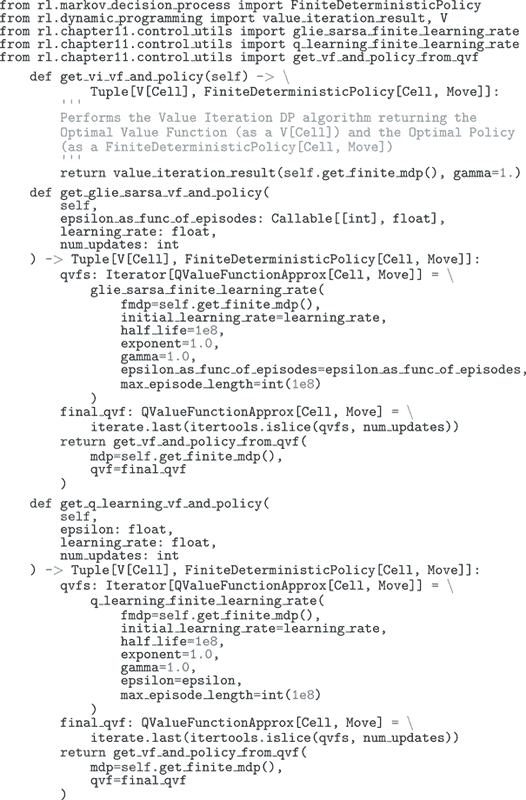 from rl.markov_decision_process import FiniteDeterministicPolicy
from rl.dynamic_programming import value_iteration_result, V
from rl.chapter11.control_utils import glie_sarsa_finite_learning_rate
from rl.chapter11.control_utils import q_learning_finite_learning_rate
from rl.chapter11.control_utils import get_vf_and_policy_from_qvf
    def get_vi_vf_and_policy(self) -> \
            Tuple[V[Cell], FiniteDeterministicPolicy[Cell, Move]]:
        '''
        Performs the Value Iteration DP algorithm returning the
        Optimal Value Function (as a V[Cell]) and the Optimal Policy
        (as a FiniteDeterministicPolicy[Cell, Move])
        '''
        return value_iteration_result(self.get_finite_mdp(), gamma=1.)
    def get_glie_sarsa_vf_and_policy(
        self,
        epsilon_as_func_of_episodes: Callable[[int], float],
        learning_rate: float,
        num_updates: int
    ) -> Tuple[V[Cell], FiniteDeterministicPolicy[Cell, Move]]:
        qvfs: Iterator[QValueFunctionApprox[Cell, Move]] = \
            glie_sarsa_finite_learning_rate(
                fmdp=self.get_finite_mdp(),
                initial_learning_rate=learning_rate,
                half_life=1e8,
                exponent=1.0,
                gamma=1.0,
                epsilon_as_func_of_episodes=epsilon_as_func_of_episodes,
                max_episode_length=int(1e8)
            )
        final_qvf: QValueFunctionApprox[Cell, Move] = \
            iterate.last(itertools.islice(qvfs, num_updates))
        return get_vf_and_policy_from_qvf(
            mdp=self.get_finite_mdp(),
            qvf=final_qvf
        )
    def get_q_learning_vf_and_policy(
        self,
        epsilon: float,
        learning_rate: float,
        num_updates: int
    ) -> Tuple[V[Cell], FiniteDeterministicPolicy[Cell, Move]]:
        qvfs: Iterator[QValueFunctionApprox[Cell, Move]] = \
            q_learning_finite_learning_rate(
                fmdp=self.get_finite_mdp(),
                initial_learning_rate=learning_rate,
                half_life=1e8,
                exponent=1.0,
                gamma=1.0,
                epsilon=epsilon,
                max_episode_length=int(1e8)
            )
        final_qvf: QValueFunctionApprox[Cell, Move] = \
            iterate.last(itertools.islice(qvfs, num_updates))
        return get_vf_and_policy_from_qvf(
            mdp=self.get_finite_mdp(),
            qvf=final_qvf
        )